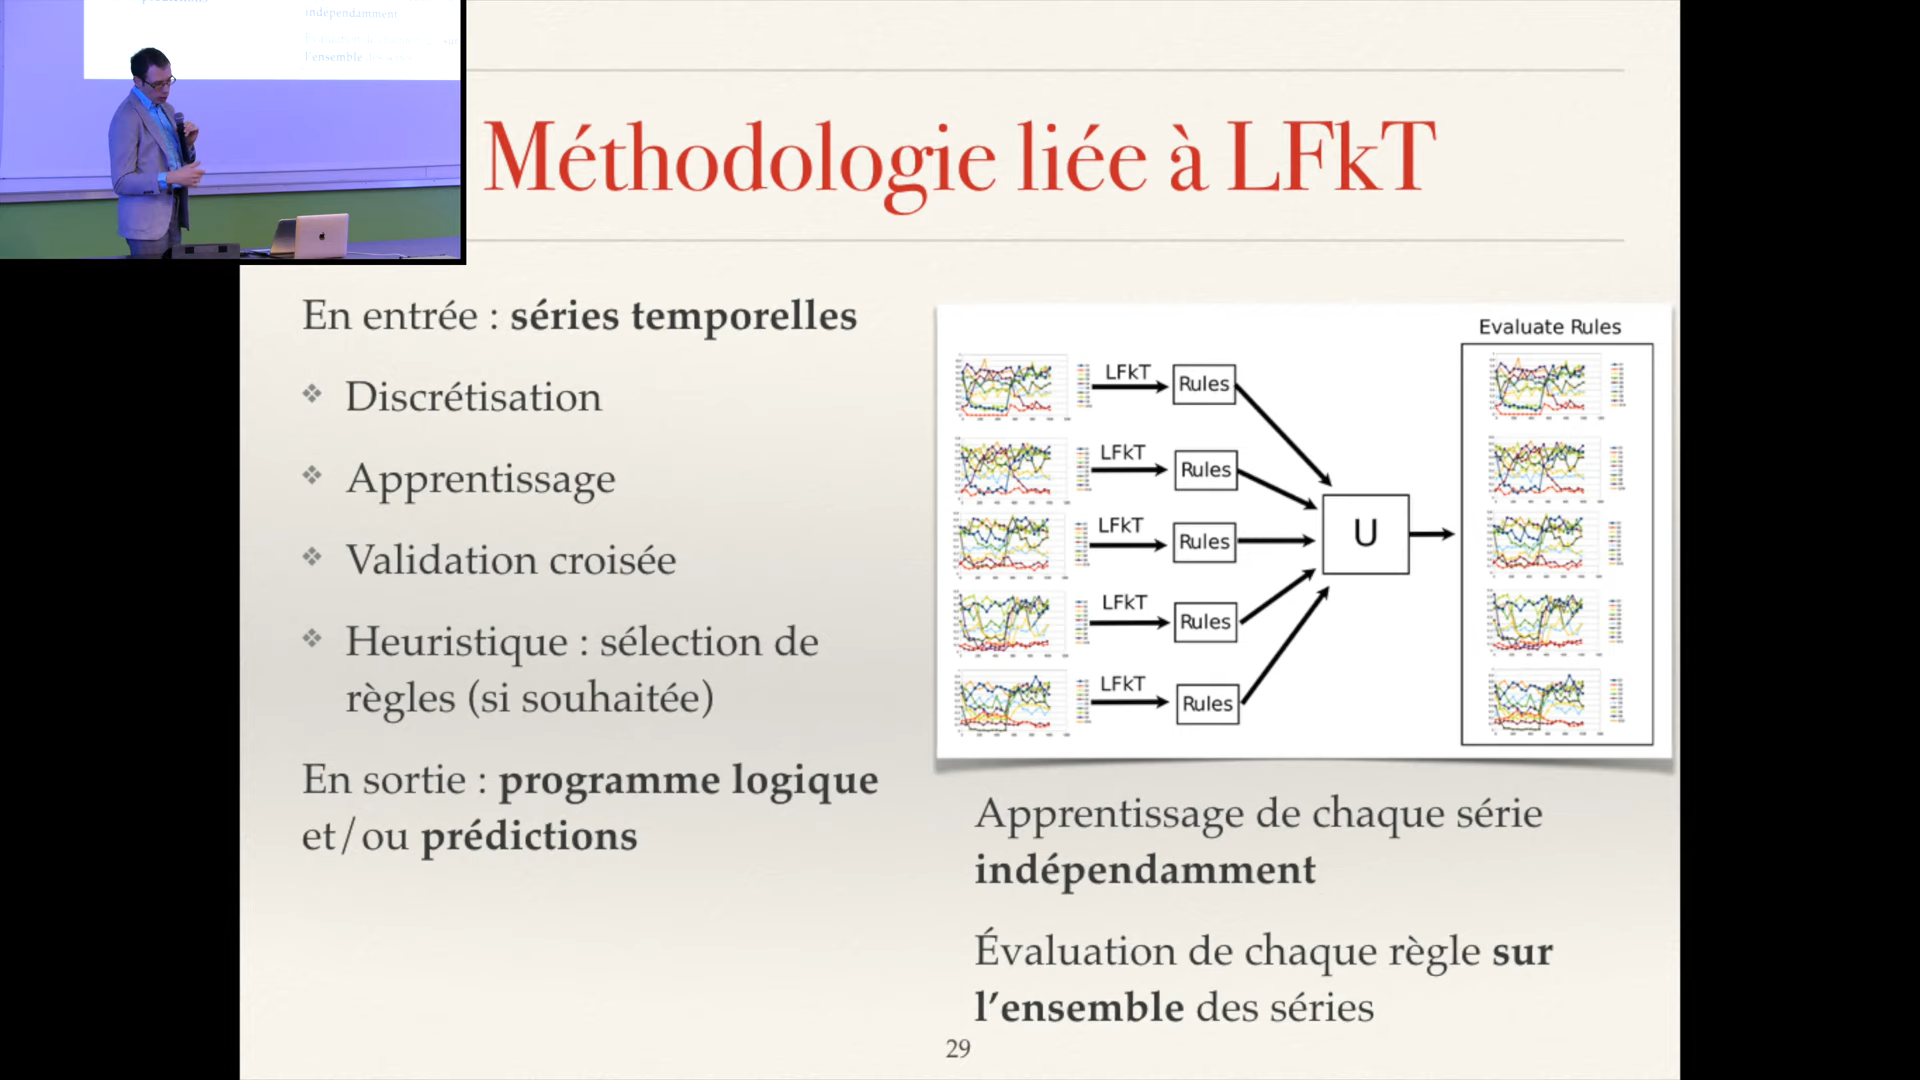 indépendamment
l'ensemble des séries
Méthodologie liée à LFkT
En entrée : séries temporelles
❖ Discrétisation
❖ Apprentissage
❖ Validation croisée
❖ Heuristique : sélection de
règles (si souhaitée)
En sortie : programme logique
et/ou prédictions
Evaluate Rules
LFkT
Rules
LFkT
Rules
LFkT
Rules
LFkT
Rules
LFkT
Rules
U
Apprentissage de chaque série
indépendamment
Évaluation de chaque règle sur
l'ensemble des séries
29